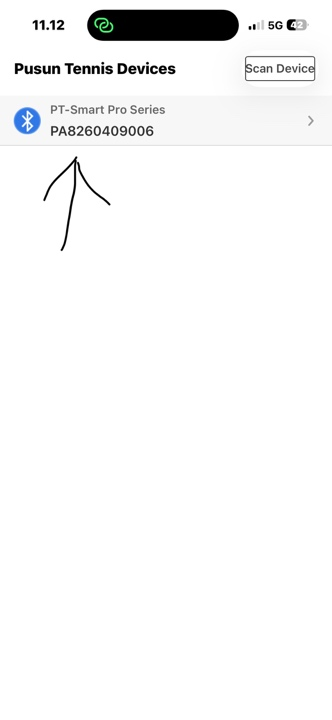 11.12
5G
42
Pusun Tennis Devices
Scan Device
PT-Smart Pro Series
PA8260409006